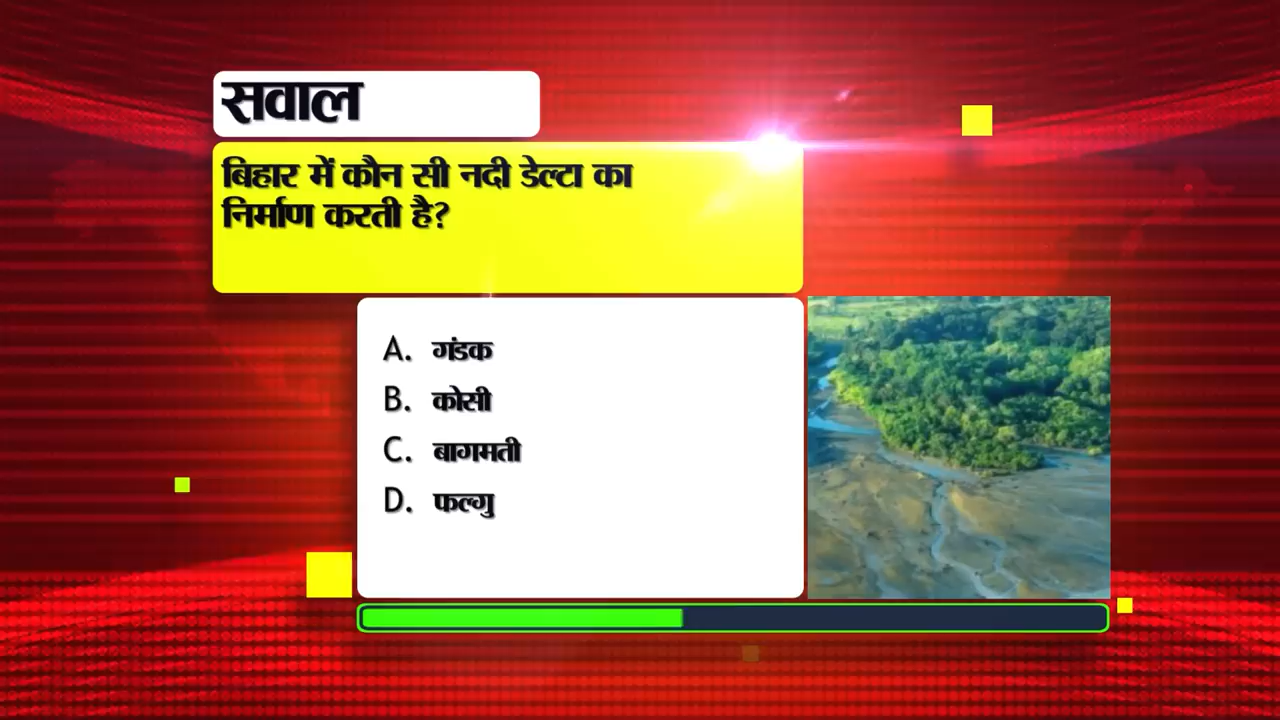 सवाल
बिहार में कौन सी नदी डेल्टा का
निर्माण करती है?
A. गंडक
B. कोसी
C. बागमती
D. फल्गु